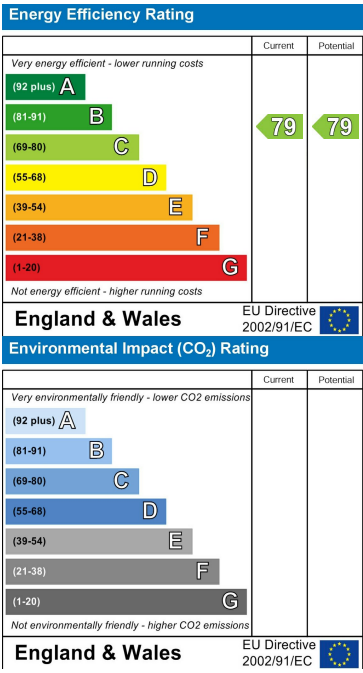 Energy Efficiency Rating
Current Potential
Very energy efficient - lower running costs
(92 plus) A
(81-91) B
79 79
(69-80) C
(55-68) D
(39-54) E
(21-38) F
(1-20) G
Not energy efficient - higher running costs
England & Wales
EU Directive
2002/91/EC
Environmental Impact (CO₂) Rating
Current Potential
Very environmentally friendly - lower CO2 emissions
(92 plus) A
(81-91) B
(69-80) C
(55-68) D
(39-54) E
(21-38) F
(1-20) G
Not environmentally friendly - higher CO2 emissions
England & Wales
EU Directive
2002/91/EC